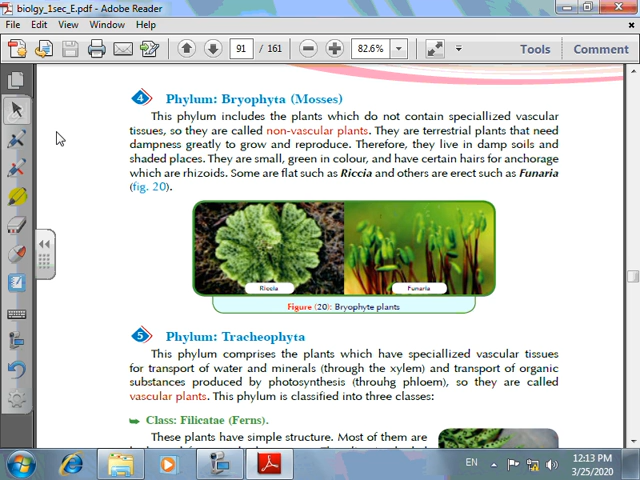 biolgy_1sec_E.pdf - Adobe Reader
File Edit View Window Help
91 / 161 82.6% Tools Comment
4 Phylum: Bryophyta (Mosses)
This phylum includes the plants which do not contain speciallized vascular
tissues, so they are called non-vascular plants. They are terrestrial plants that need
dampness greatly to grow and reproduce. Therefore, they live in damp soils and
shaded places. They are small, green in colour, and have certain hairs for anchorage
which are rhizoids. Some are flat such as Riccia and others are erect such as Funaria
(fig. 20).
Riccia Funaria
Figure (20): Bryophyte plants
5 Phylum: Tracheophyta
This phylum comprises the plants which have speciallized vascular tissues
for transport of water and minerals (through the xylem) and transport of organic
substances produced by photosynthesis (throuhg phloem), so they are called
vascular plants. This phylum is classified into three classes:
Class: Filicatae (Ferns).
These plants have simple structure. Most of them are
EN 12:13 PM
3/25/2020